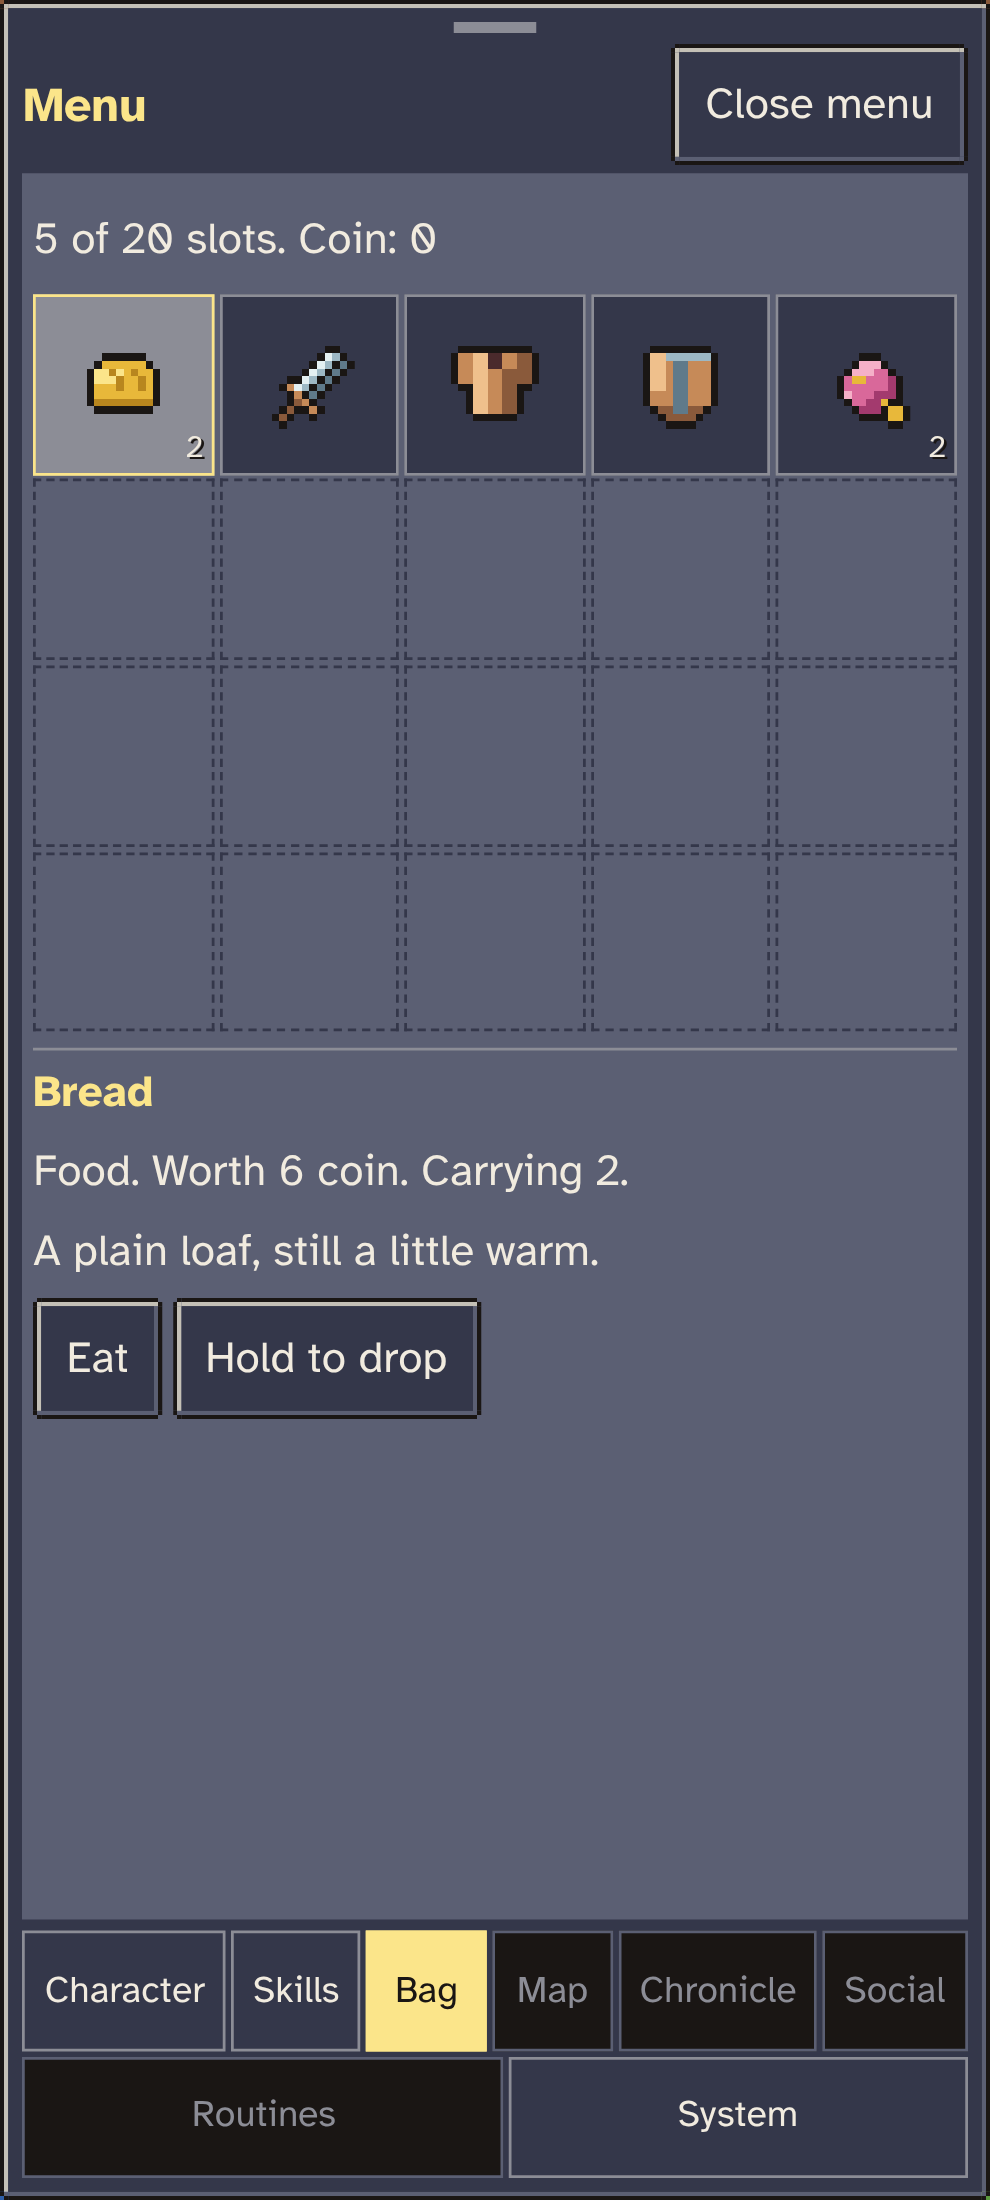 Menu
Close menu
5 of 20 slots. Coin: 0
2
2
Bread
Food. Worth 6 coin. Carrying 2.
A plain loaf, still a little warm.
Eat
Hold to drop
Character
Skills
Bag
Map
Chronicle
Social
Routines
System